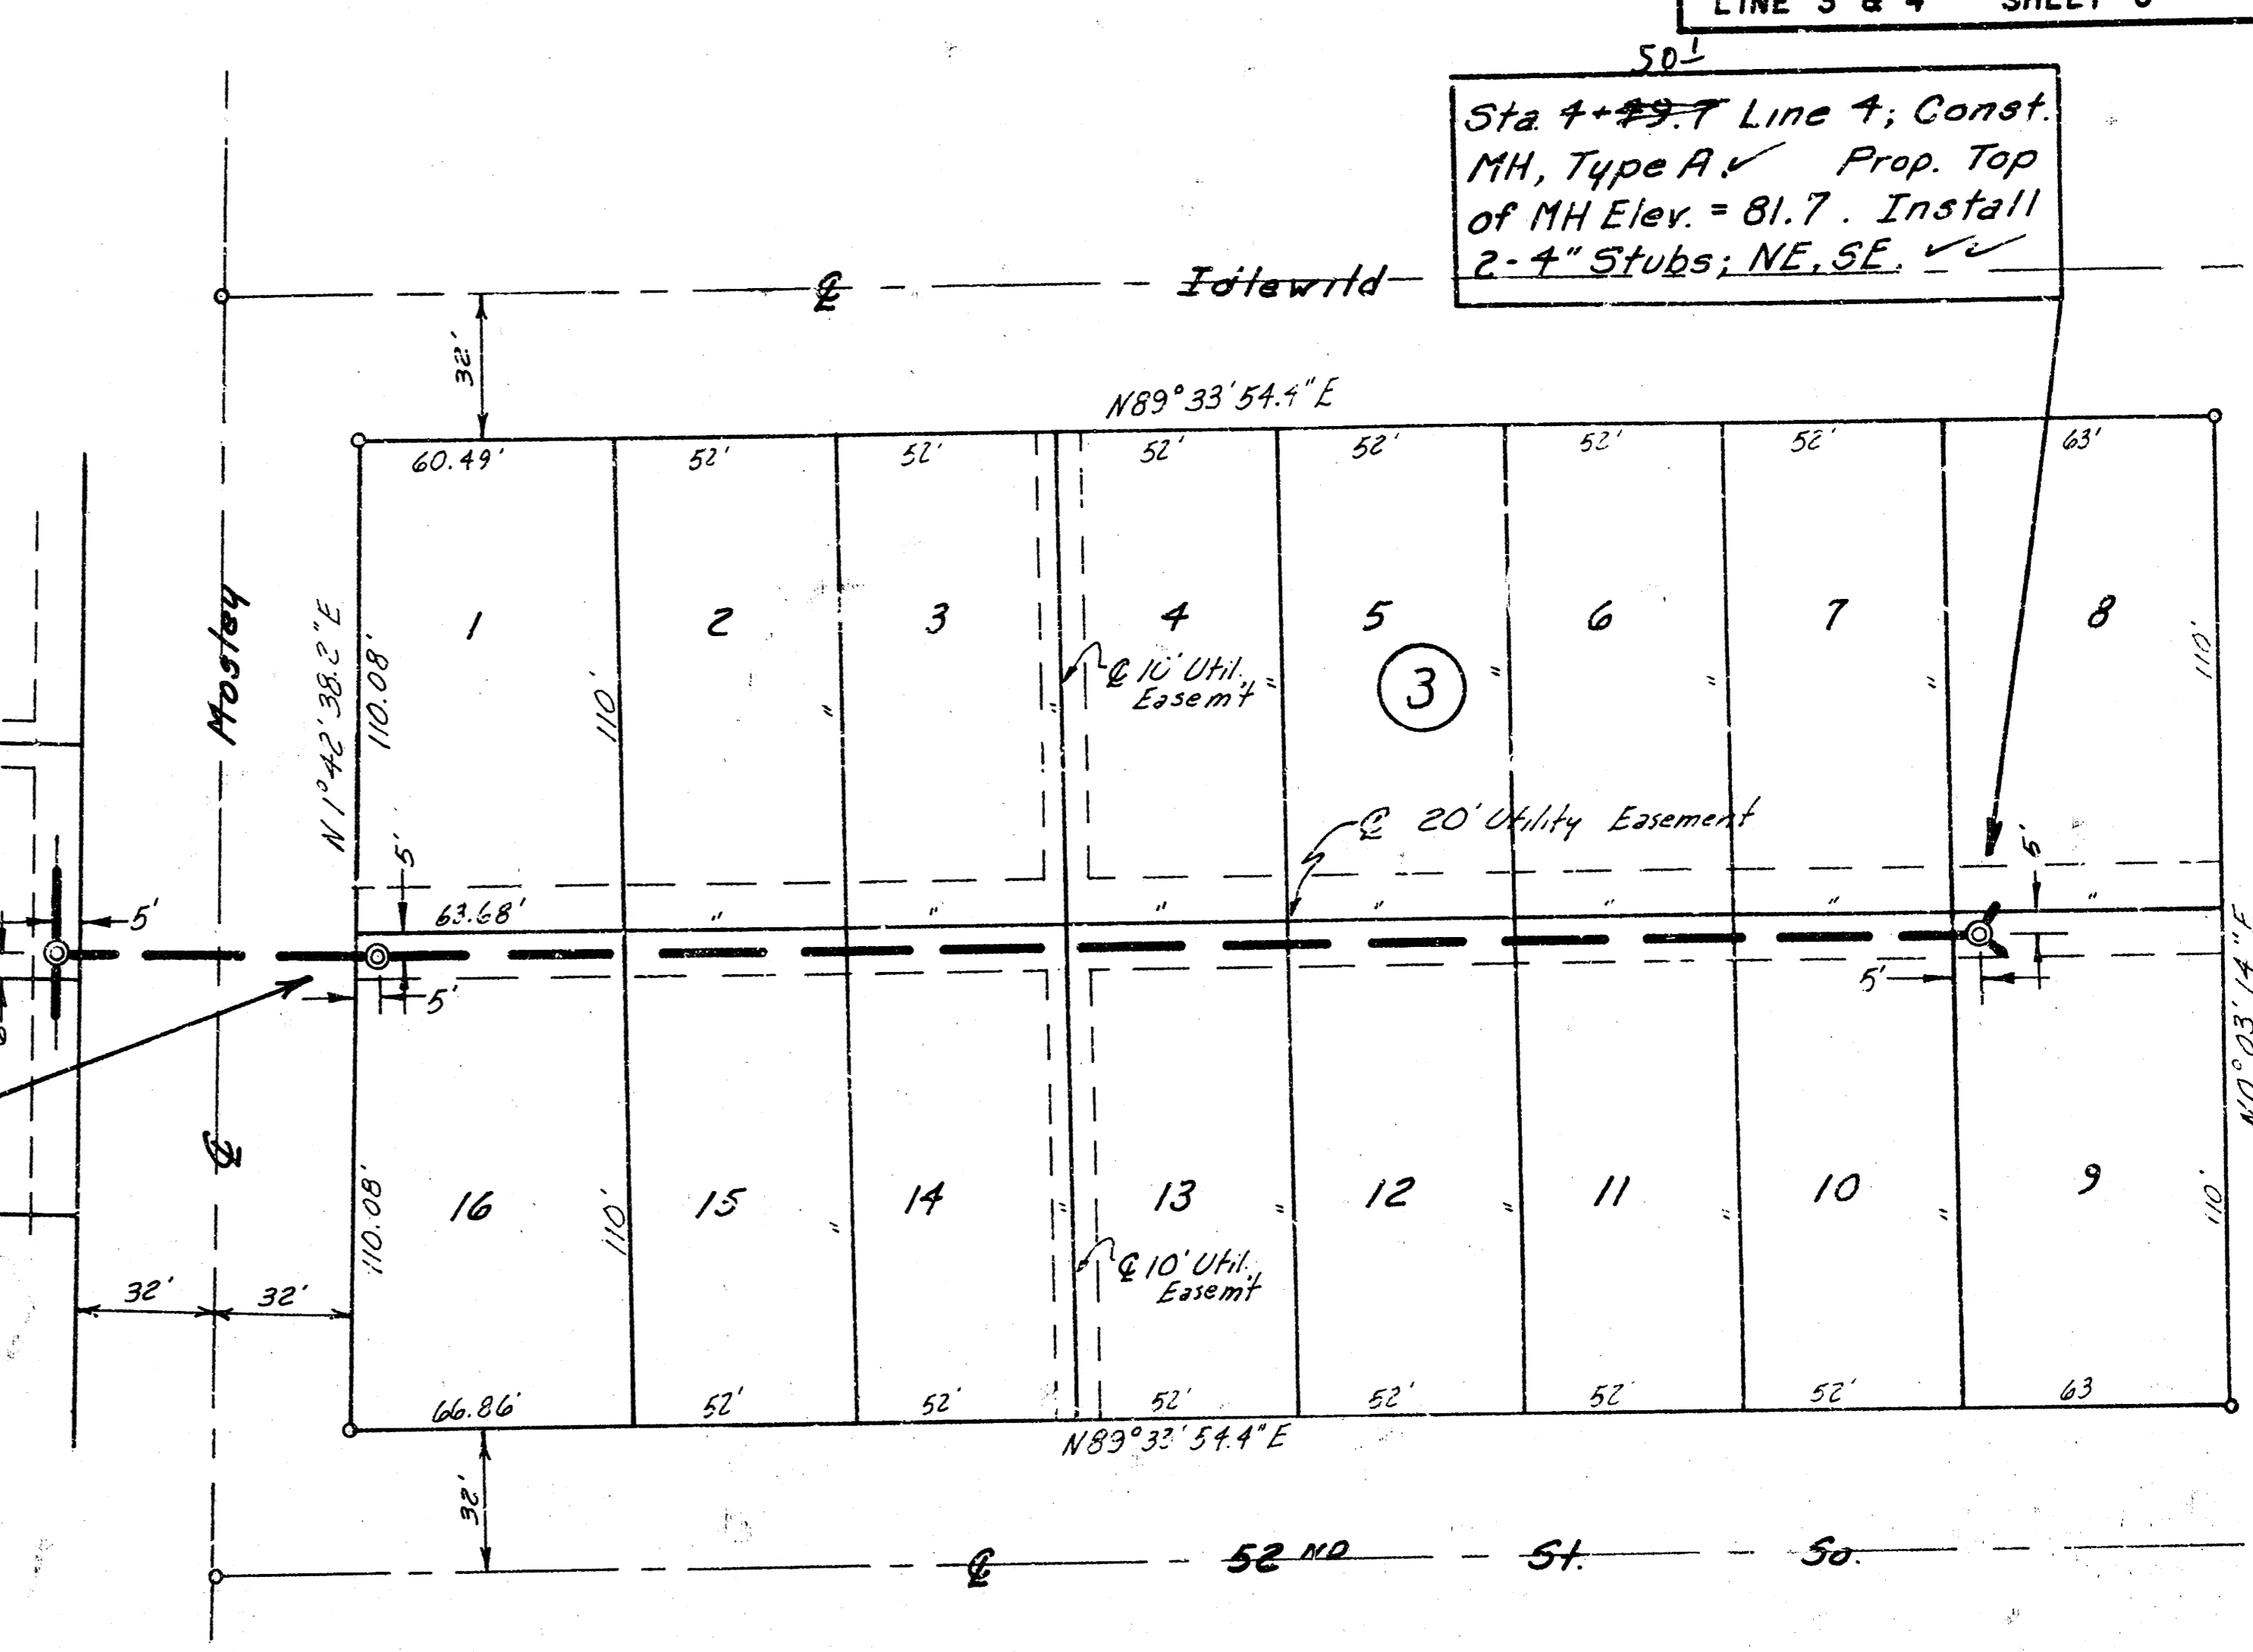 LINE 3 & 4 SHEET
50'
Sta. 4+49.7 Line 4; Const.
MH, Type A. ✓ Prop. Top
of MH Elev. = 81.7. Install
2-4" Stubs; NE, SE. ✓✓
℄ Idlewild
32'
N89°33'54.4"E
60.49' 52' 52' 52' 52' 52' 52' 63'
Mosley
N1°42'38.2"E
110.08'
1 2 3 4 5 6 7 8
110' " " " " " " 110'
℄ 10' Util.
Easem't
3
℄ 20' Utility Easement
5' 5'
63.68' " " " " " " "
5' 5' 5'
N0°03'14"E
℄
110.08'
16 15 14 13 12 11 10 9
110' " " " " " " 110'
℄ 10' Util.
Easem't
32' 32'
66.86' 52' 52' 52' 52' 52' 52' 63
N89°33'54.4"E
32'
℄ 52ND St. So.